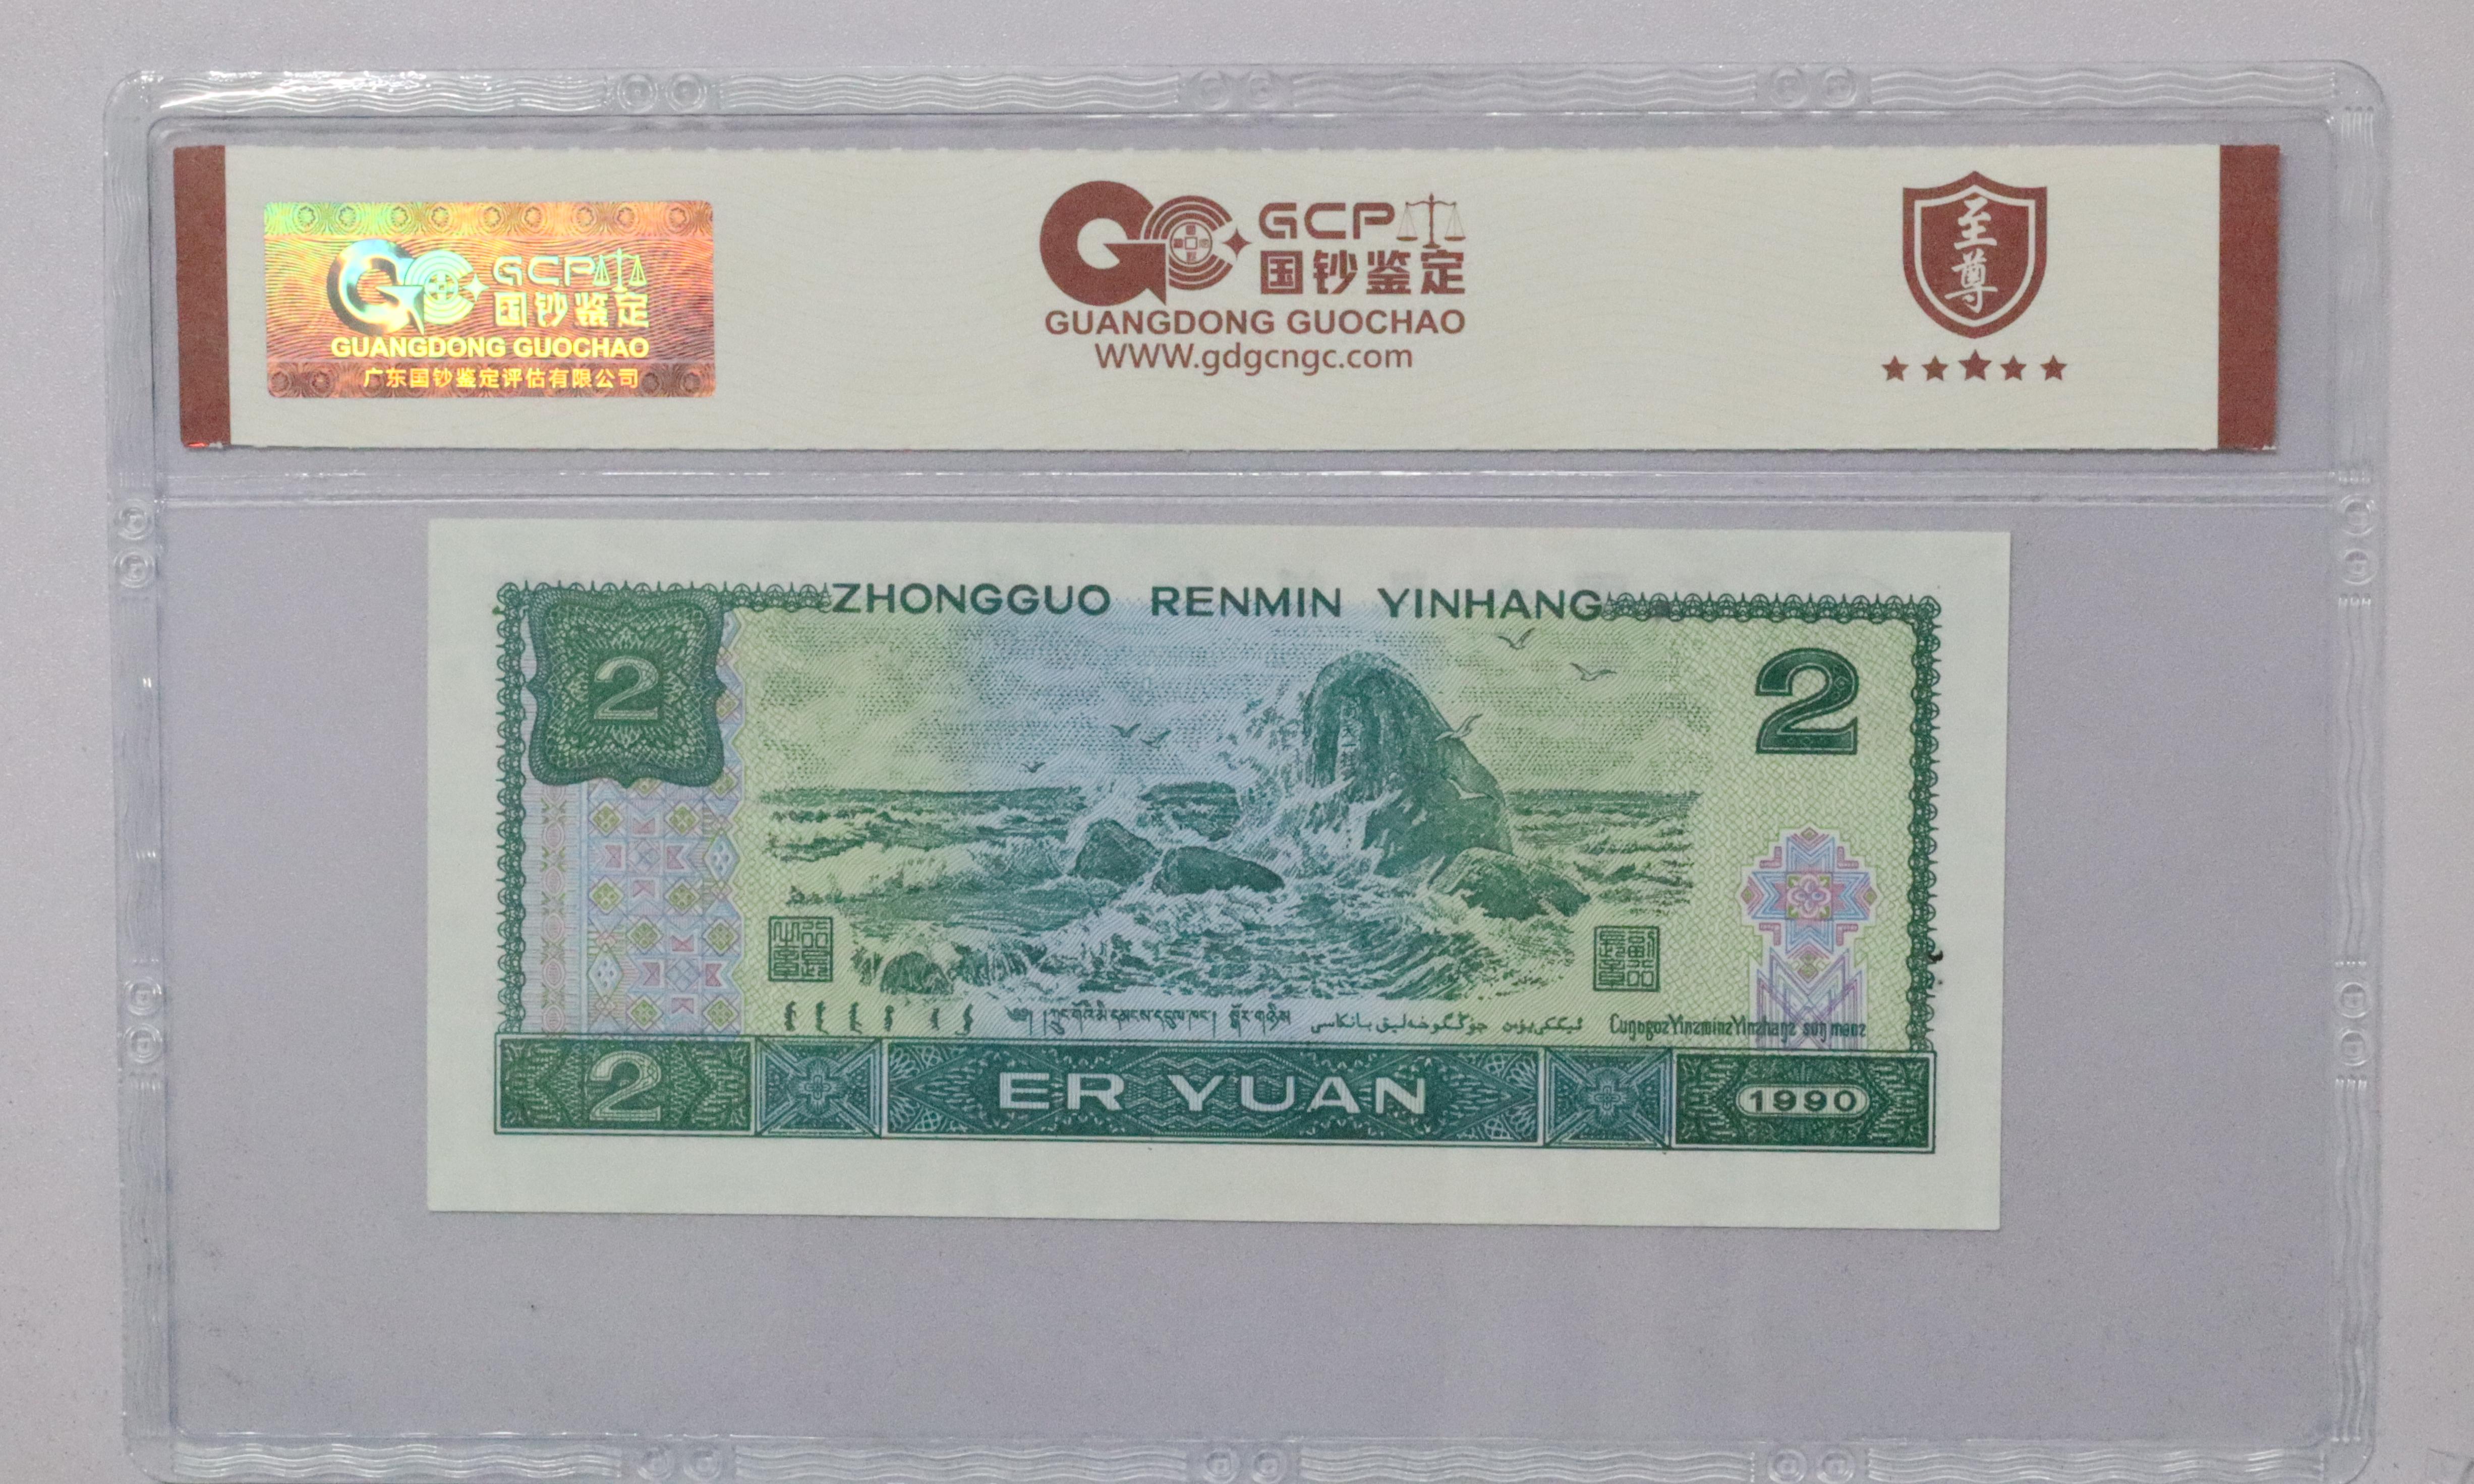 GCP
国钞鉴定
GUANGDONG GUOCHAO
广东国钞鉴定评估有限公司
GCP
国钞鉴定
GUANGDONG GUOCHAO
WWW.gdgcngc.com
至尊
ZHONGGUO RENMIN YINHANG
2
2
2
ER YUAN
1990